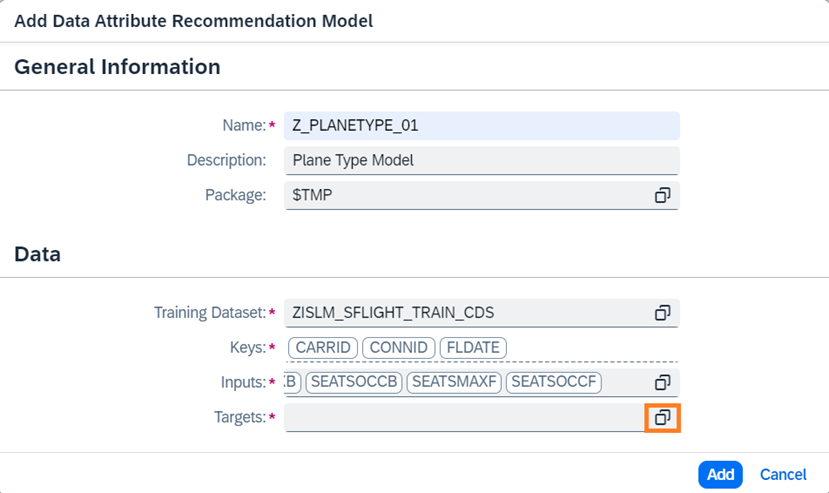 Add Data Attribute Recommendation Model
General Information
Name:* Z_PLANETYPE_01
Description: Plane Type Model
Package: $TMP
Data
Training Dataset:* ZISLM_SFLIGHT_TRAIN_CDS
Keys:* CARRID CONNID FLDATE
Inputs:* B SEATSOCCB SEATSMAXF SEATSOCCF
Targets:*
Add Cancel